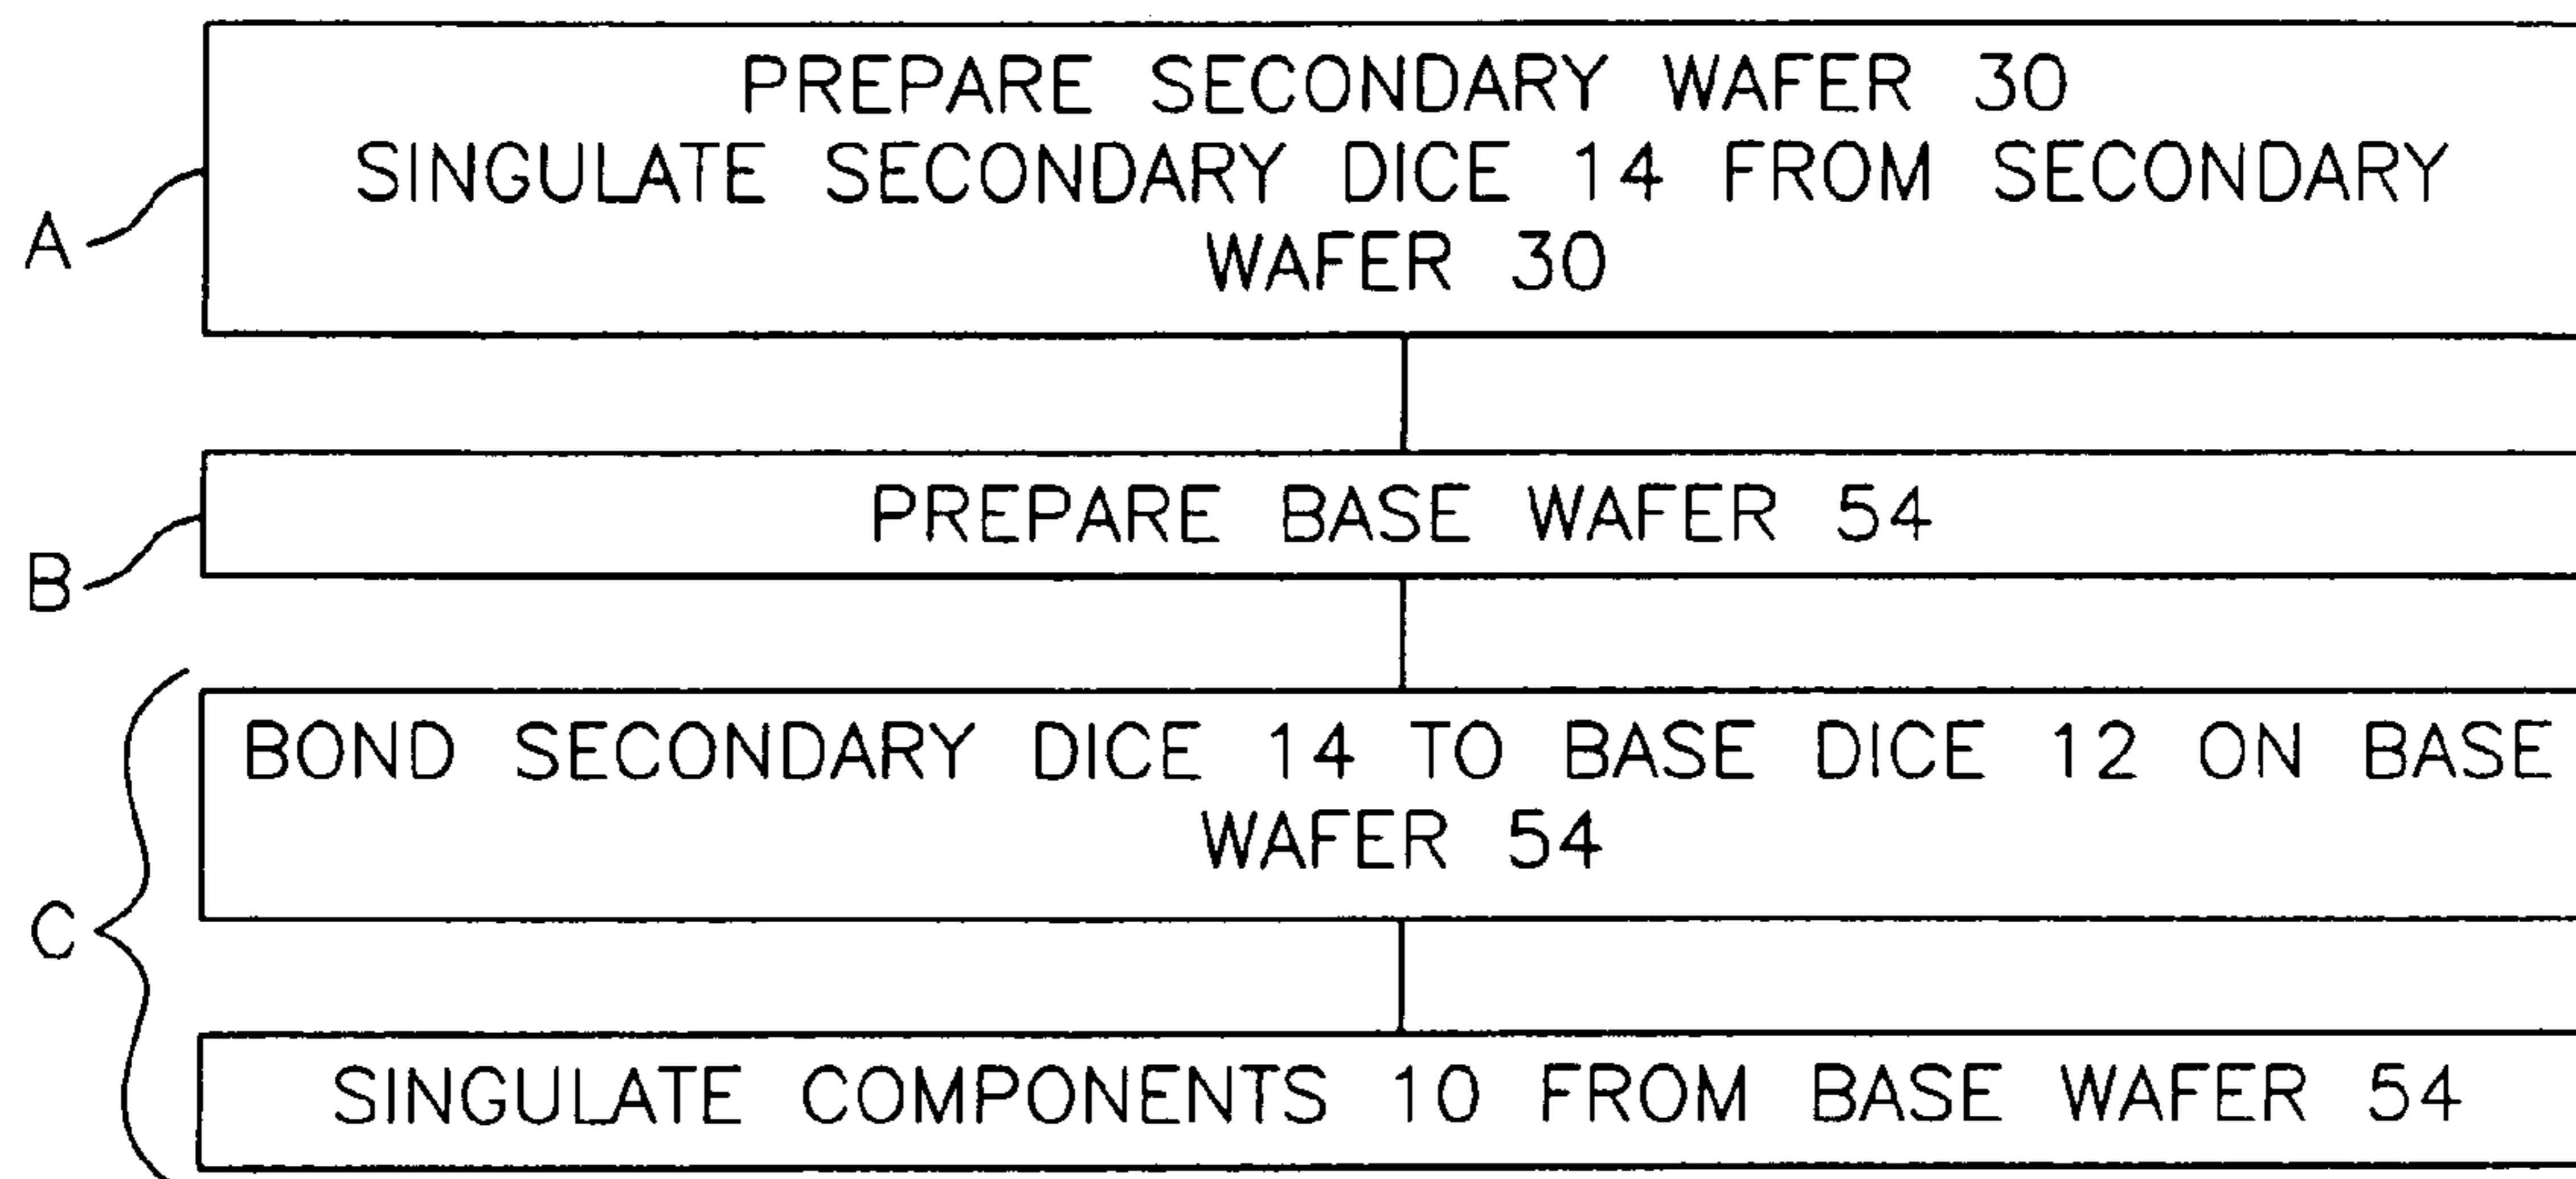 PREPARE SECONDARY WAFER 30
SINGULATE SECONDARY DICE 14 FROM SECONDARY
WAFER 30
A
PREPARE BASE WAFER 54
B
BOND SECONDARY DICE 14 TO BASE DICE 12 ON BASE
WAFER 54
C
SINGULATE COMPONENTS 10 FROM BASE WAFER 54